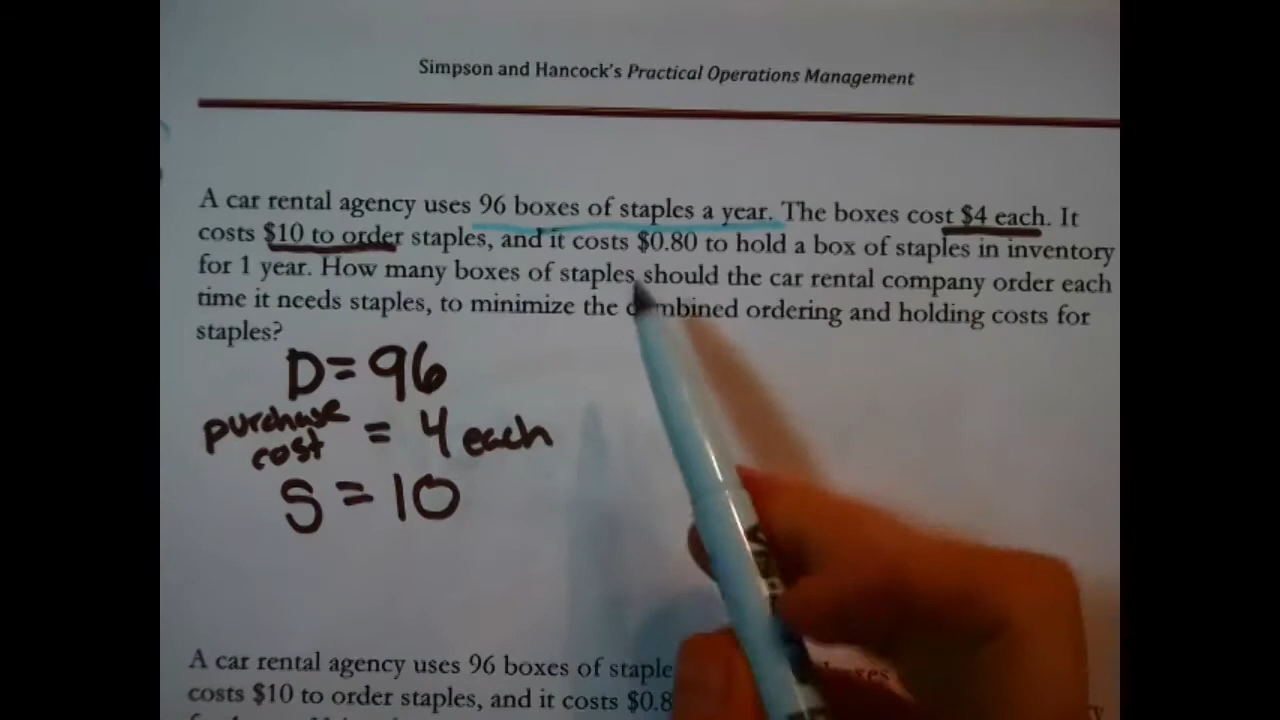 Simpson and Hancock's Practical Operations Management
A car rental agency uses 96 boxes of staples a year. The boxes cost $4 each. It
costs $10 to order staples, and it costs $0.80 to hold a box of staples in inventory
for 1 year. How many boxes of staples should the car rental company order each
time it needs staples, to minimize the combined ordering and holding costs for
staples?
D=96
purchase
cost = 4 each
S=10
A car rental agency uses 96 boxes of staple
costs $10 to order staples, and it costs $0.8